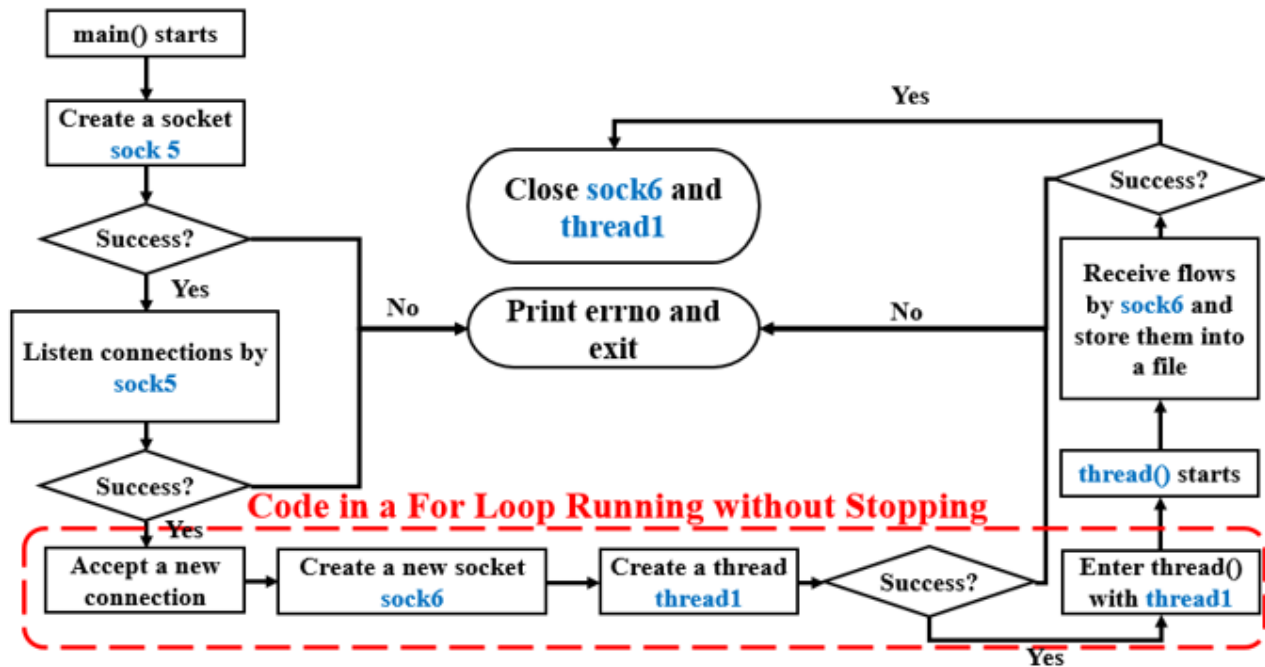 main() starts
Create a socket
sock 5
Success?
Yes
Listen connections by
sock5
Success?
Yes
No
Code in a For Loop Running without Stopping
Accept a new
connection
Create a new socket
sock6
Create a thread
thread1
Success?
Yes
Enter thread()
with thread1
thread() starts
Receive flows
by sock6 and
store them into
a file
Success?
Yes
No
Close sock6 and
thread1
Print errno and
exit